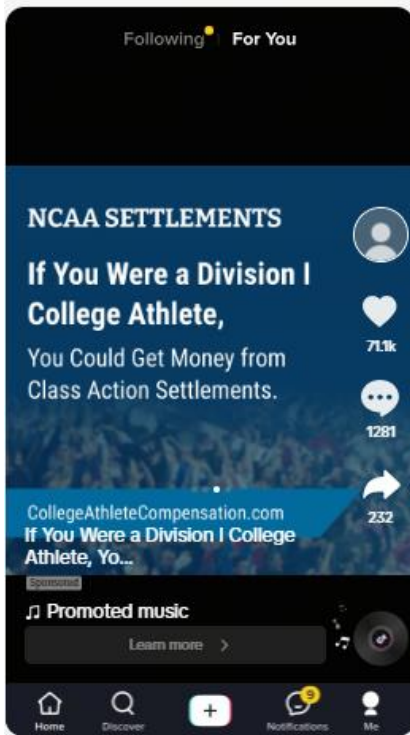 Following For You
NCAA SETTLEMENTS
If You Were a Division I
College Athlete,
You Could Get Money from
Class Action Settlements.
71.1k
1281
232
CollegeAthleteCompensation.com
If You Were a Division I College
Athlete, Yo...
Sponsored
Promoted music
Learn more >
9
Home Discover Notifications Me